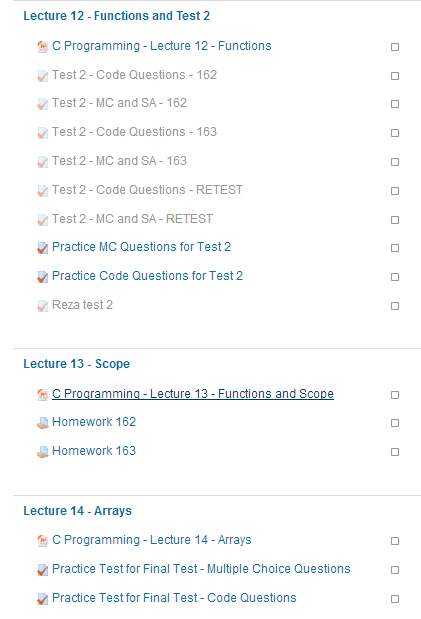 Lecture 12 - Functions and Test 2
C Programming - Lecture 12 - Functions
Test 2 - Code Questions - 162
Test 2 - MC and SA - 162
Test 2 - Code Questions - 163
Test 2 - MC and SA - 163
Test 2 - Code Questions - RETEST
Test 2 - MC and SA - RETEST
Practice MC Questions for Test 2
Practice Code Questions for Test 2
Reza test 2
Lecture 13 - Scope
C Programming - Lecture 13 - Functions and Scope
Homework 162
Homework 163
Lecture 14 - Arrays
C Programming - Lecture 14 - Arrays
Practice Test for Final Test - Multiple Choice Questions
Practice Test for Final Test - Code Questions